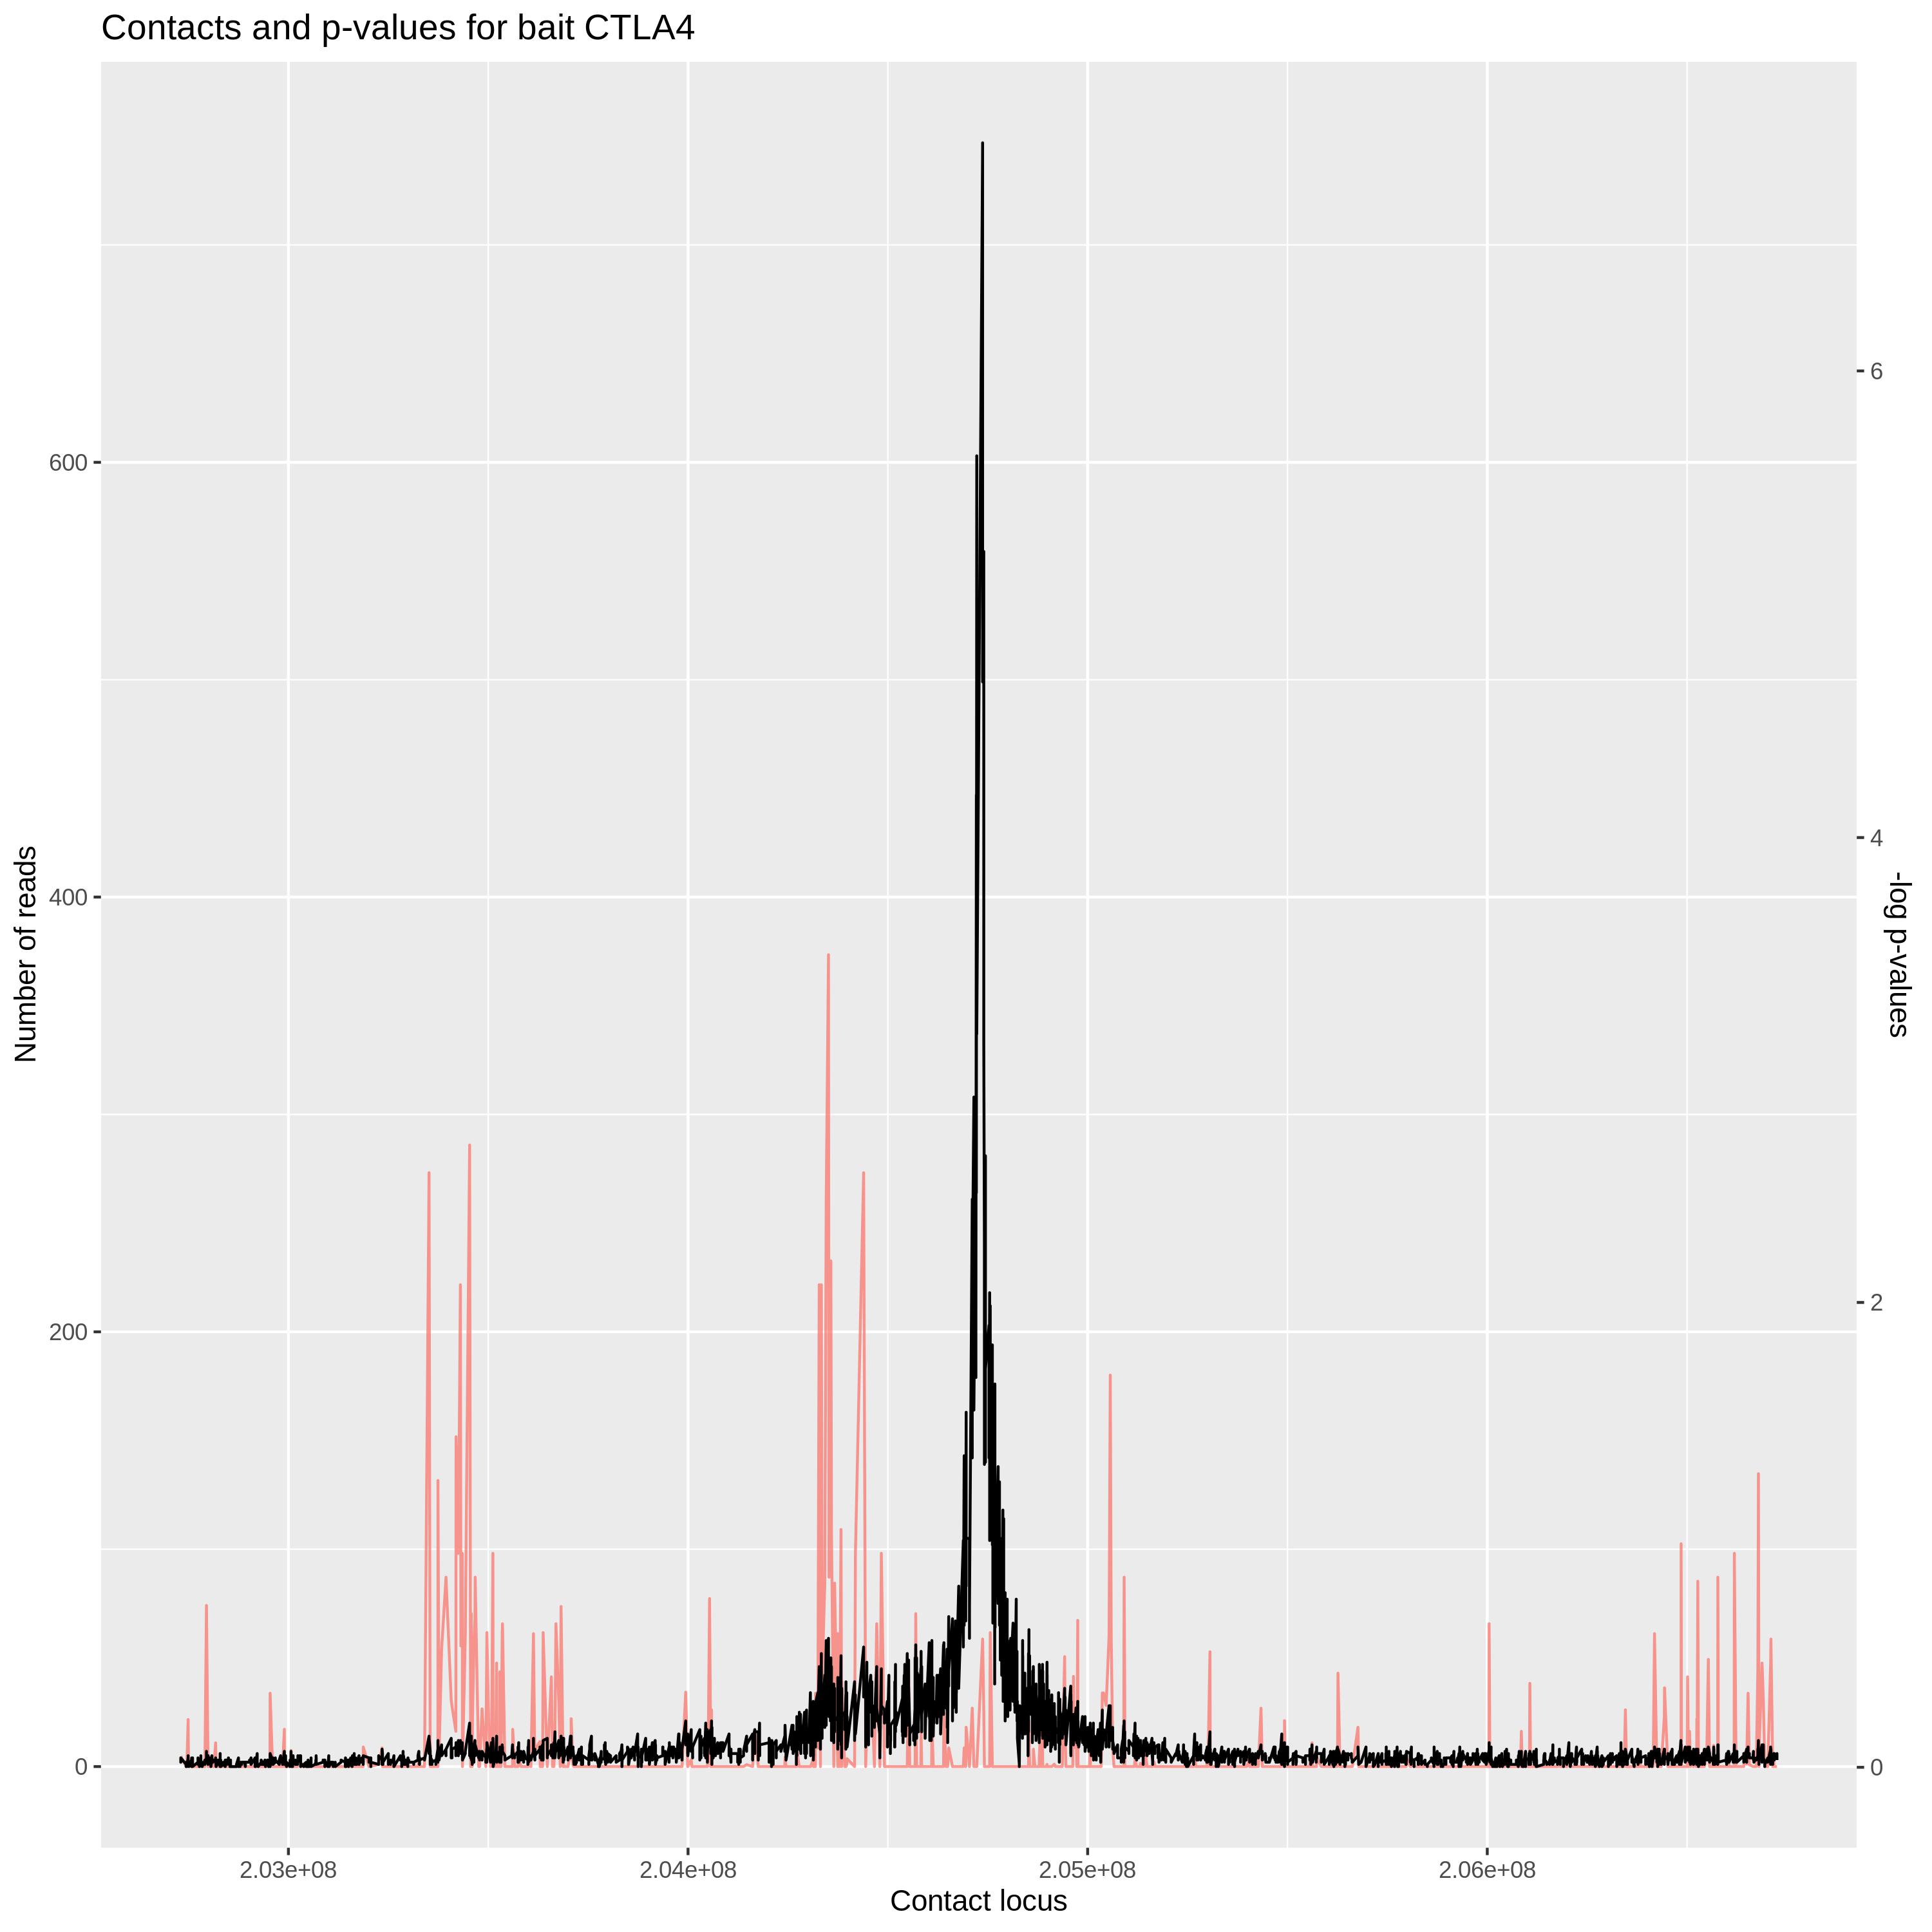 Contacts and p-values for bait CTLA4
Number of reads
600
400
200
0
6
4
2
0
-log p-values
2.03e+08 2.04e+08 2.05e+08 2.06e+08
Contact locus